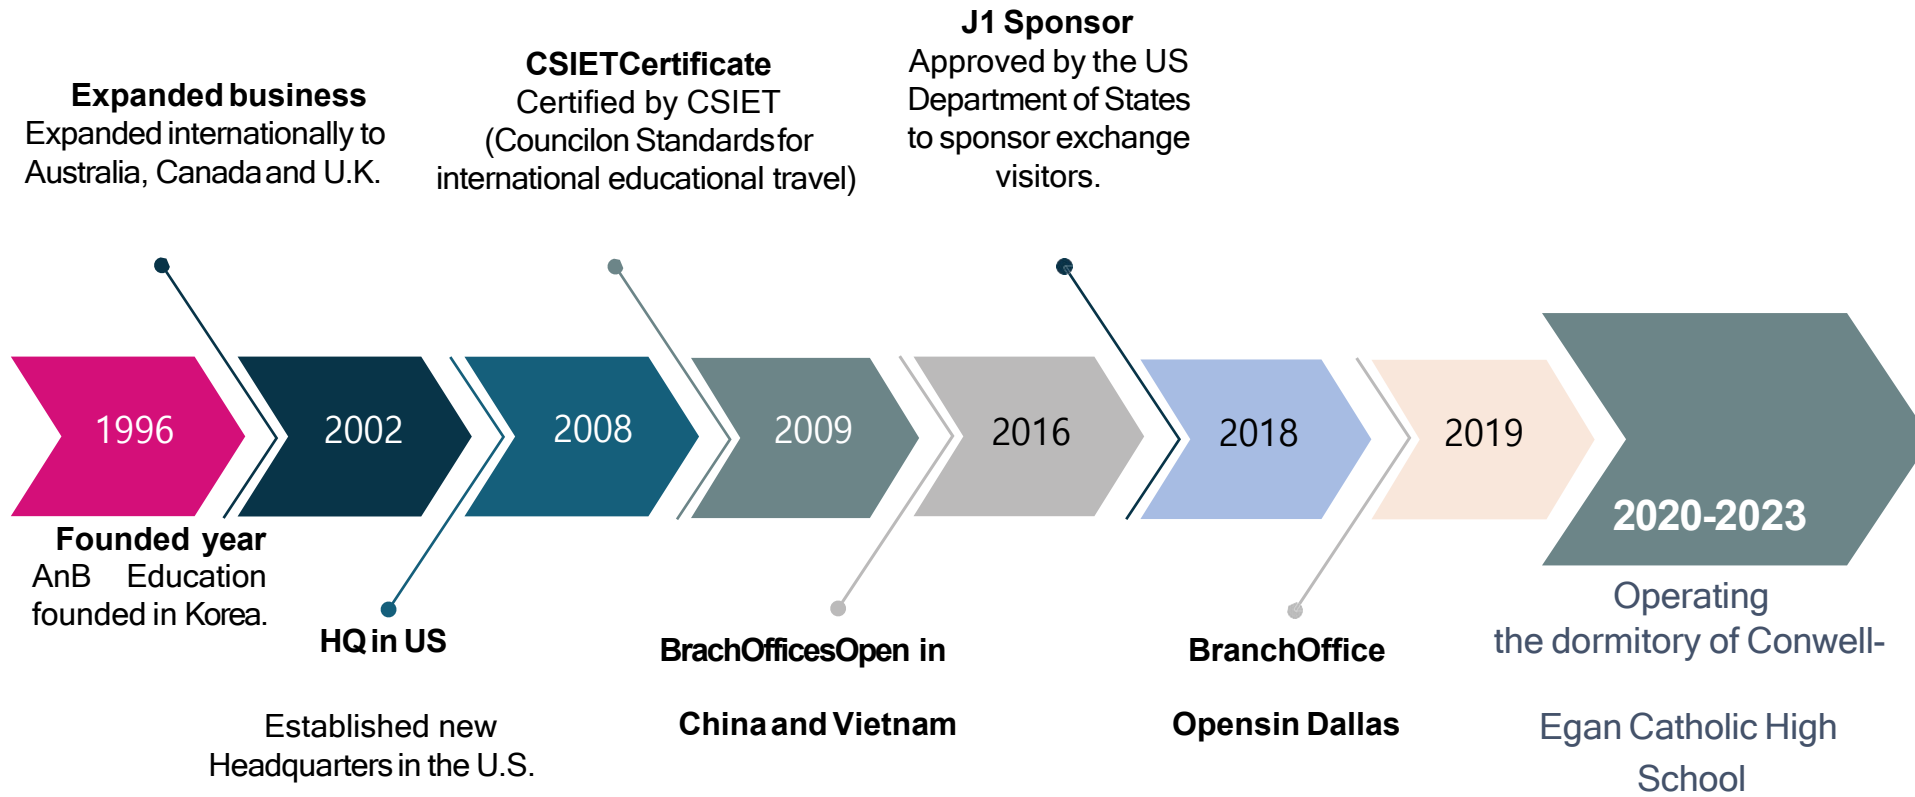 J1 Sponsor
Approved by the US
Department of States
to sponsor exchange
visitors.
CSIETCertificate
Certified by CSIET
(Councilon Standards for
international educational travel)
Expanded business
Expanded internationally to
Australia, Canada and U.K.
1996
2002
2008
2009
2016
2018
2019
2020-2023
Founded year
AnB Education
founded in Korea.
HQ in US
Established new
Headquarters in the U.S.
BrachOfficesOpen in
China and Vietnam
BranchOffice
Opensin Dallas
Operating
the dormitory of Conwell-
Egan Catholic High
School